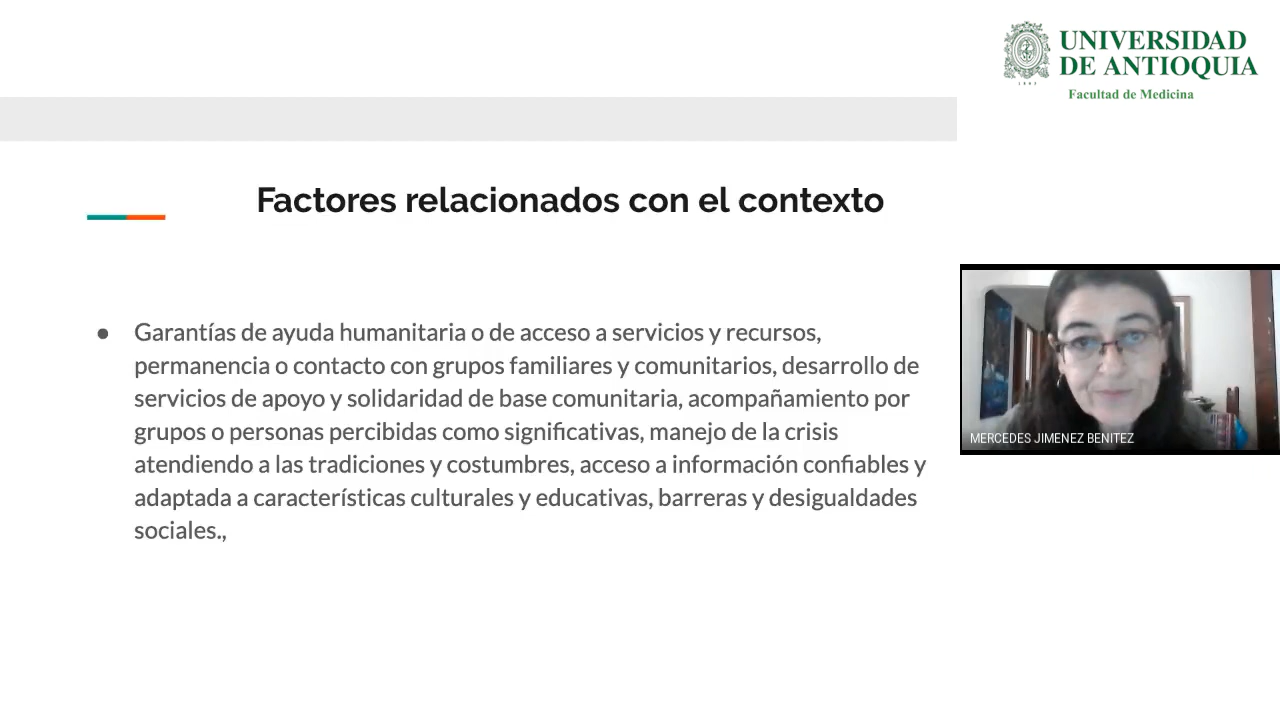 UNIVERSIDAD
DE ANTIOQUIA
1803
Facultad de Medicina
Factores relacionados con el contexto
● Garantías de ayuda humanitaria o de acceso a servicios y recursos,
permanencia o contacto con grupos familiares y comunitarios, desarrollo de
servicios de apoyo y solidaridad de base comunitaria, acompañamiento por
grupos o personas percibidas como significativas, manejo de la crisis
atendiendo a las tradiciones y costumbres, acceso a información confiables y
adaptada a características culturales y educativas, barreras y desigualdades
sociales.,
MERCEDES JIMENEZ BENITEZ